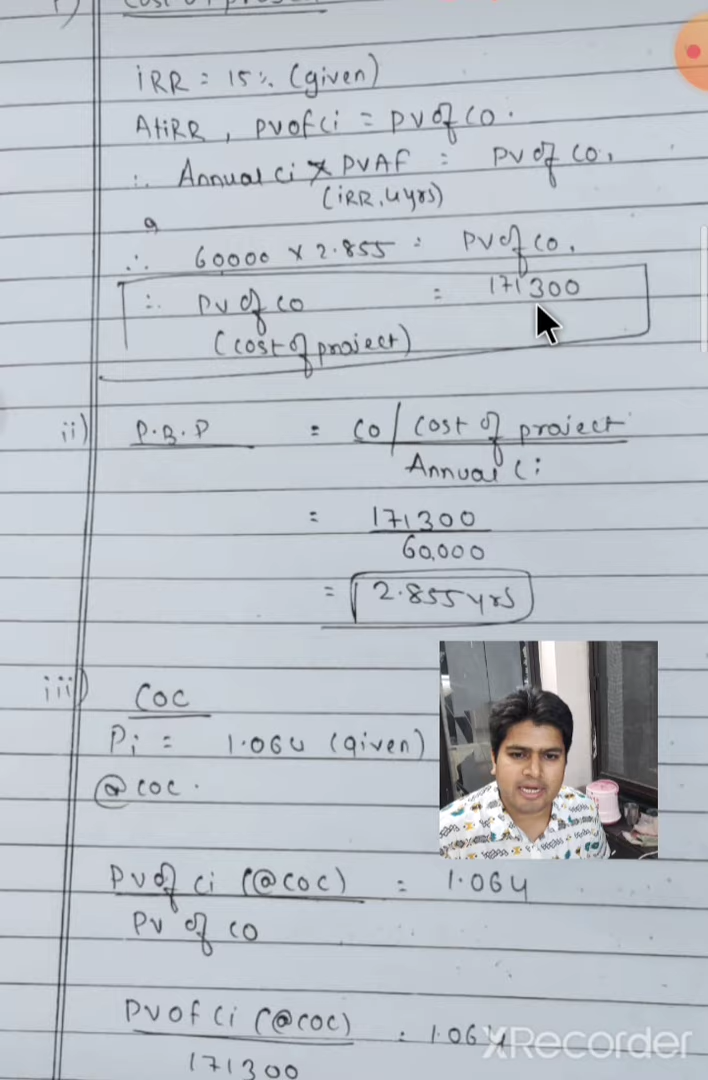 i) Cost of project
IRR = 15% (given)
At IRR, PV of Ci = PV of CO.
∴ Annual Ci × PVAF = PV of CO.
(IRR, 4yrs)
∴ 60000 × 2.855 = PV of CO.
∴ PV of CO = 171300
(Cost of project)
ii) P.B.P = CO / Cost of project
Annual Ci
= 171300
60,000
= 2.855 yrs
iii) COC
Pi = 1.064 (given)
@ COC.
PV of Ci (@COC) = 1.064
PV of CO
PV of Ci (@COC) = 1.064
171300
XRecorder